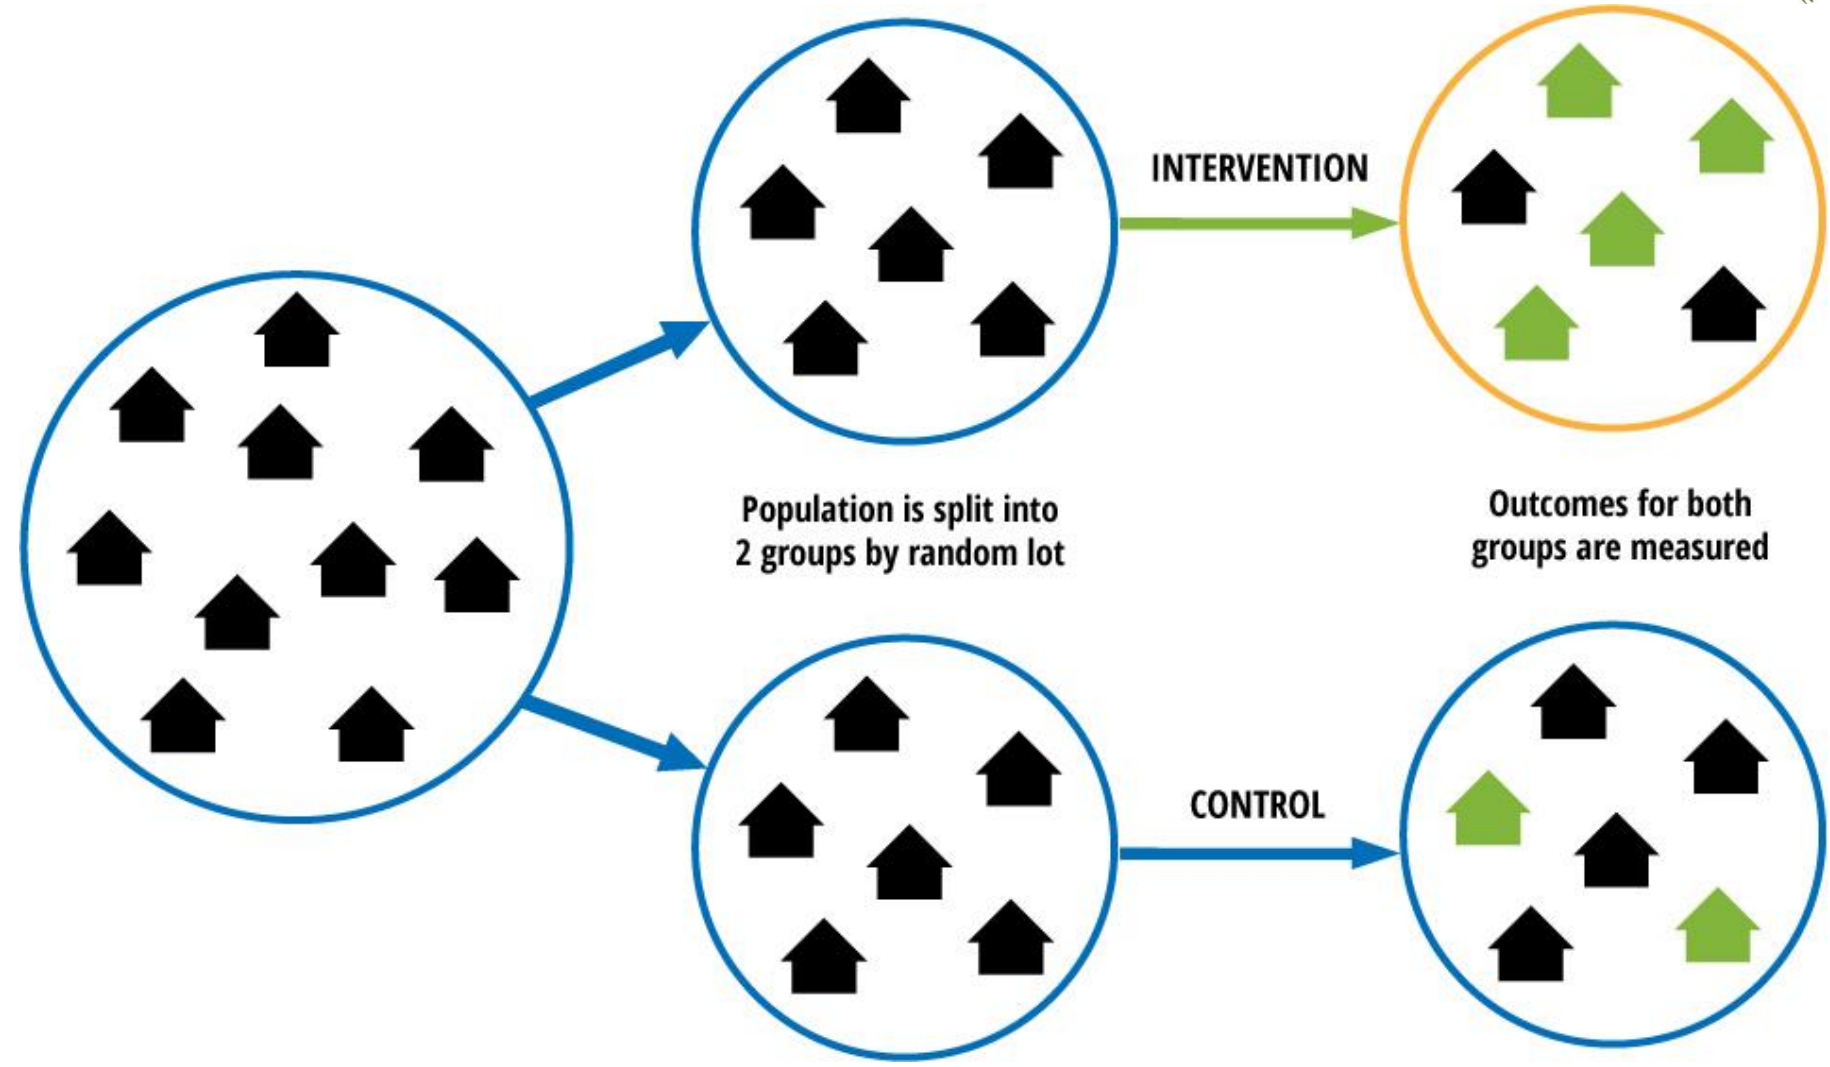 INTERVENTION
Population is split into
2 groups by random lot
Outcomes for both
groups are measured
CONTROL